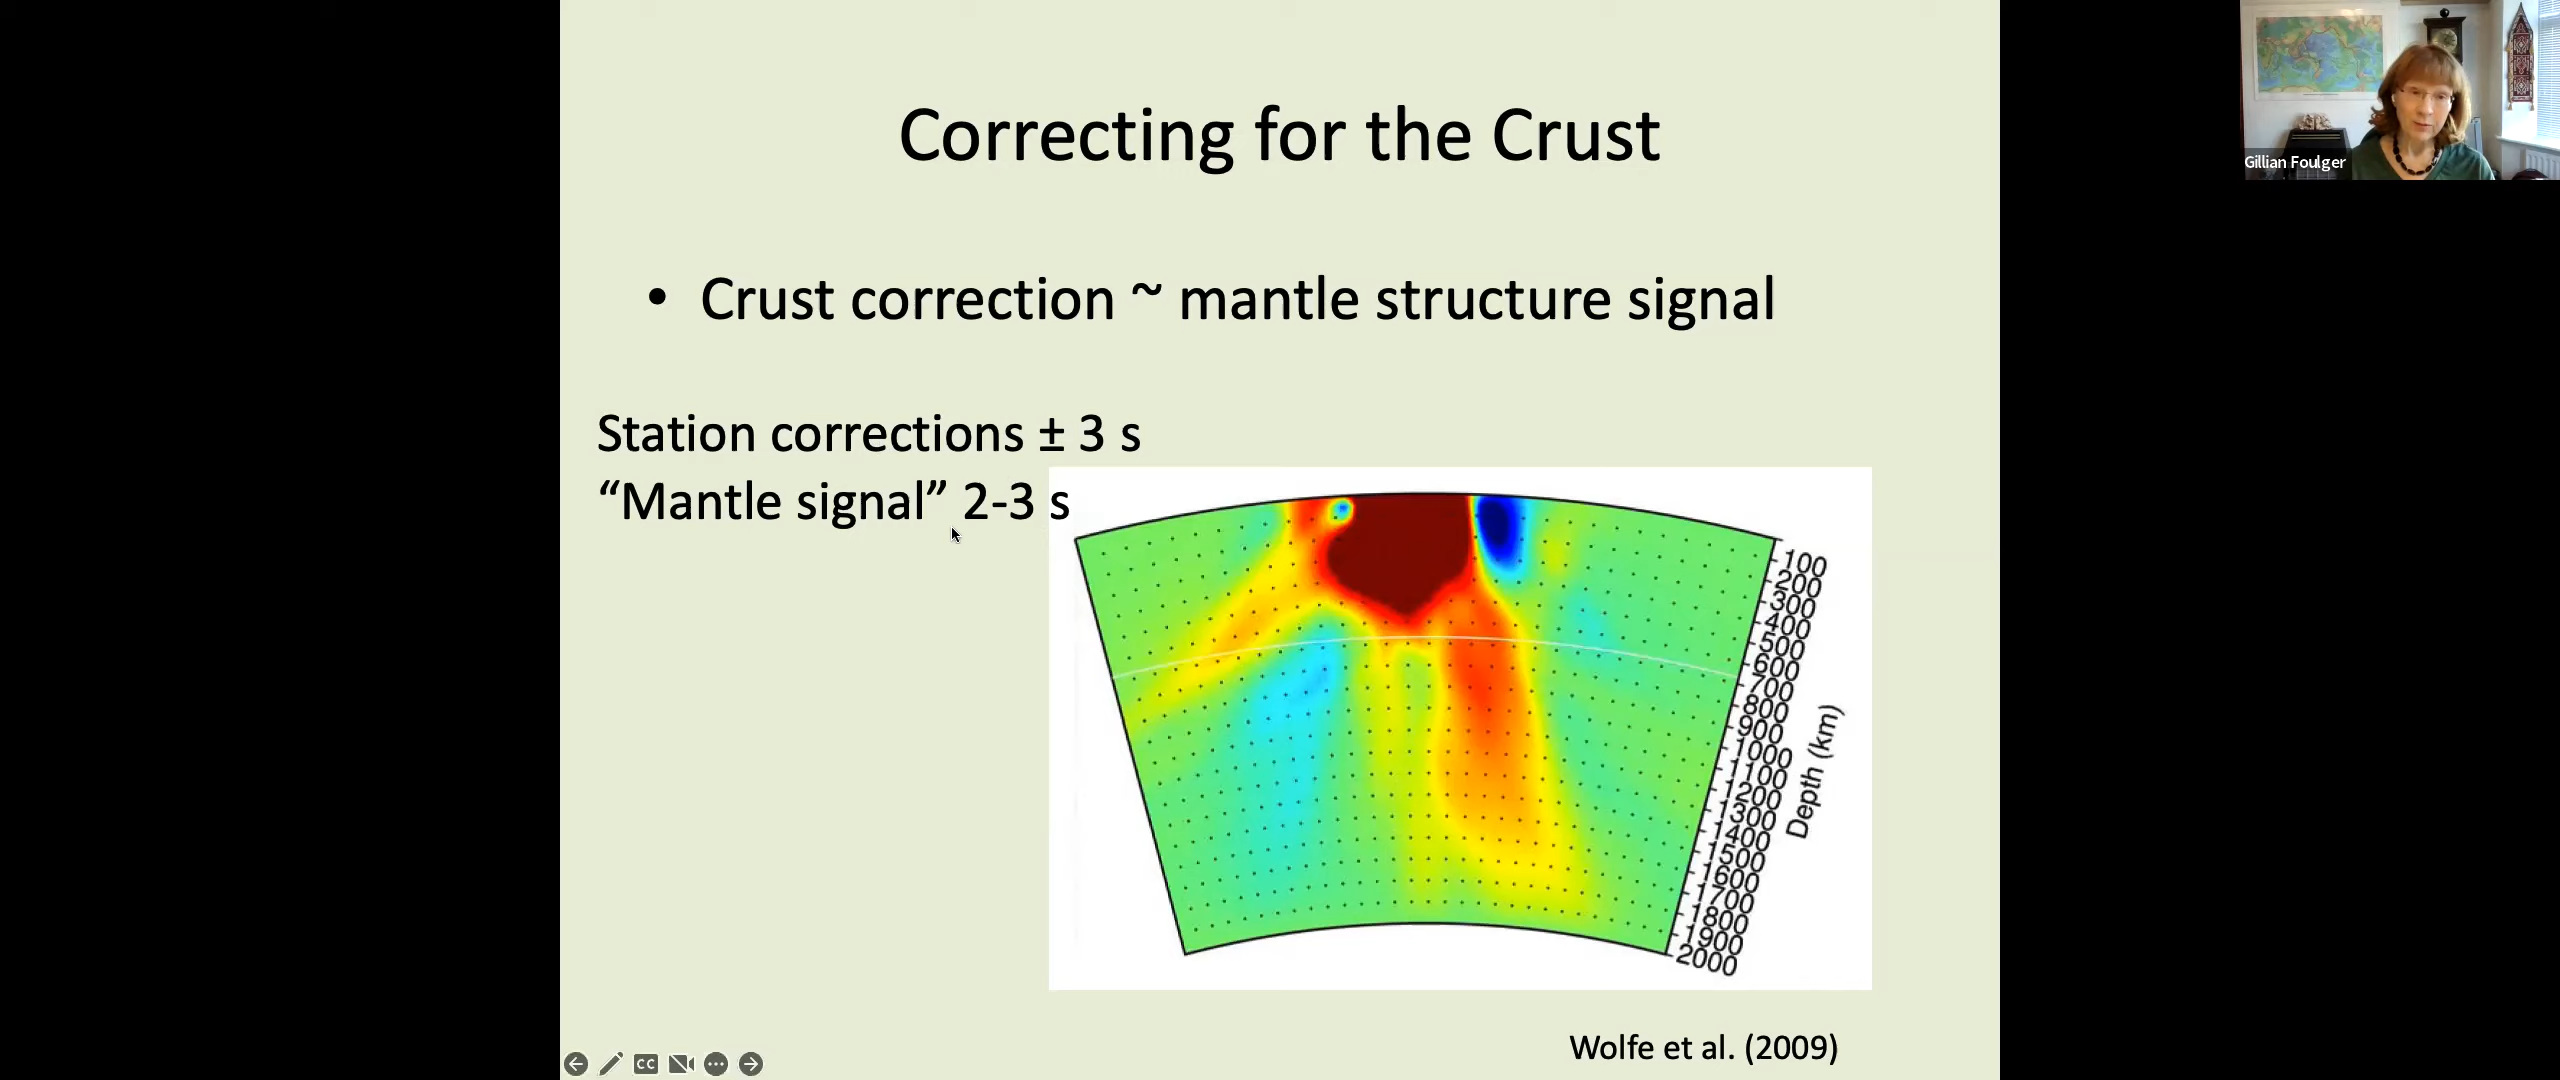 Correcting for the Crust
• Crust correction ~ mantle structure signal
Station corrections ± 3 s
“Mantle signal” 2-3 s
100
200
300
400
500
600
700
800
900
1000
1100
1200
1300
1400
1500
1600
1700
1800
1900
2000
Depth (km)
Wolfe et al. (2009)
CC
Gillian Foulger